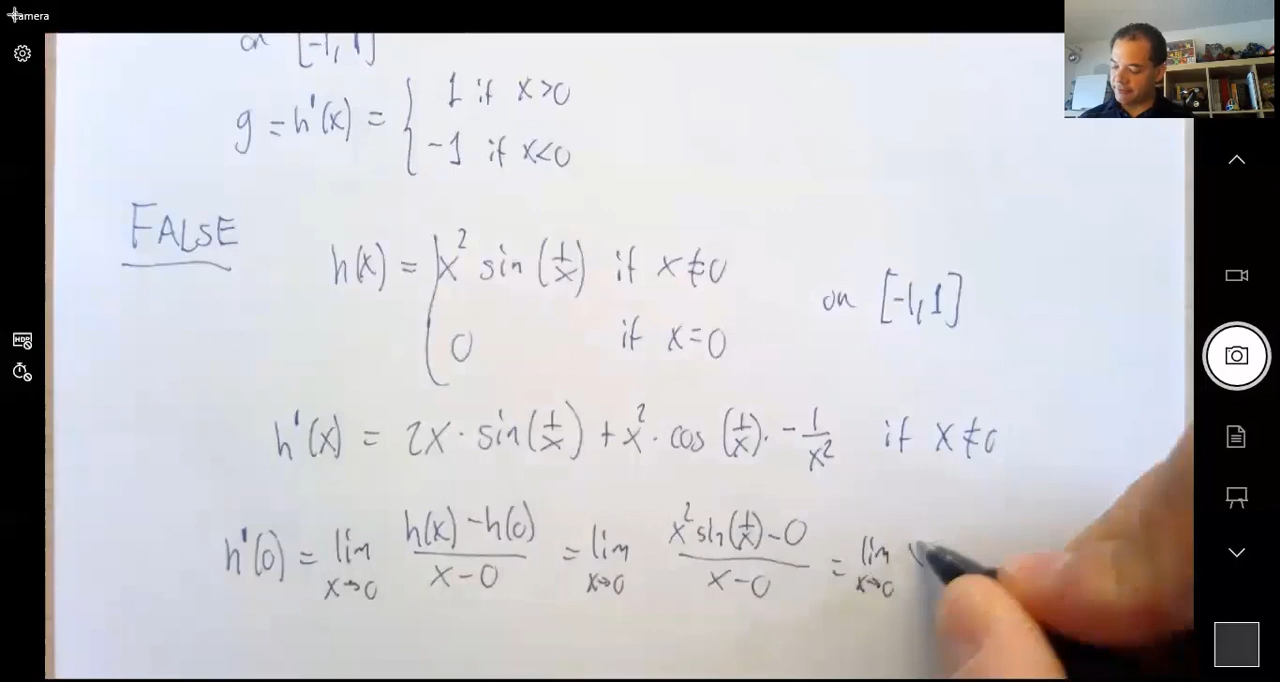 Camera
on [-1, 1]
g = h'(x) = { 1 if x>0
-1 if x<0
FALSE
h(x) = { x² sin(1/x) if x≠0
0 if x=0
on [-1, 1]
h'(x) = 2x · sin(1/x) + x² · cos(1/x) · -1/x² if x≠0
h'(0) = lim x→0 (h(x) - h(0))/(x-0) = lim x→0 (x² sin(1/x) - 0)/(x-0) = lim x→0
HDR